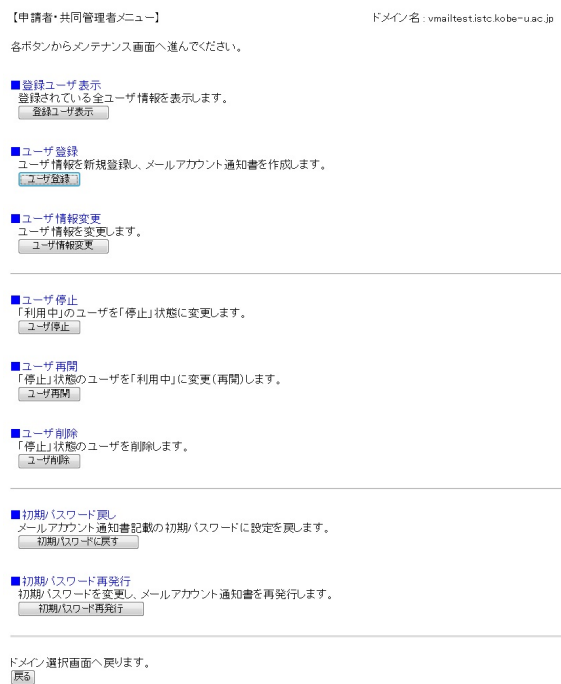 【申請者・共同管理者メニュー】 ドメイン名：vmailtest.istc.kobe-u.ac.jp
各ボタンからメンテナンス画面へ進んでください。
■登録ユーザ表示
登録されている全ユーザ情報を表示します。
登録ユーザ表示
■ユーザ登録
ユーザ情報を新規登録し、メールアカウント通知書を作成します。
ユーザ登録
■ユーザ情報変更
ユーザ情報を変更します。
ユーザ情報変更
■ユーザ停止
「利用中」のユーザを「停止」状態に変更します。
ユーザ停止
■ユーザ再開
「停止」状態のユーザを「利用中」に変更（再開）します。
ユーザ再開
■ユーザ削除
「停止」状態のユーザを削除します。
ユーザ削除
■初期パスワード戻し
メールアカウント通知書記載の初期パスワードに設定を戻します。
初期パスワードに戻す
■初期パスワード再発行
初期パスワードを変更し、メールアカウント通知書を再発行します。
初期パスワード再発行
ドメイン選択画面へ戻ります。
戻る